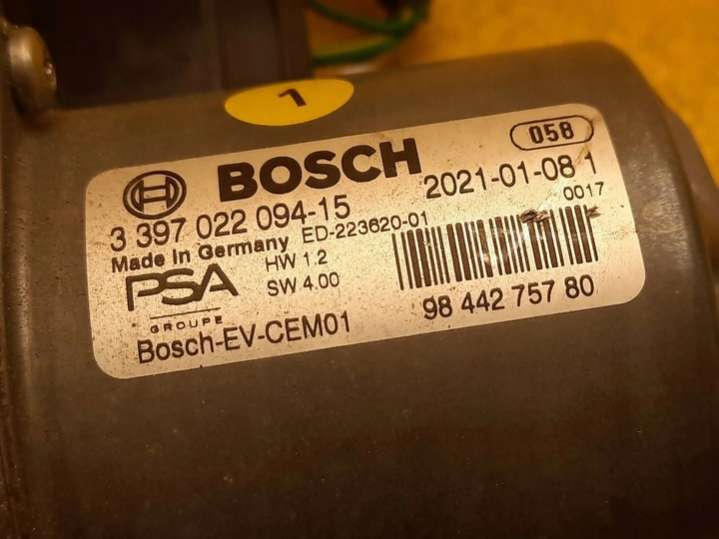 1
058
BOSCH
2021-01-08 1
3 397 022 094-15
0017
Made In Germany
ED-223620-01
HW 1.2
PSA
SW 4.00
GROUPE
98 442 757 80
Bosch-EV-CEM01